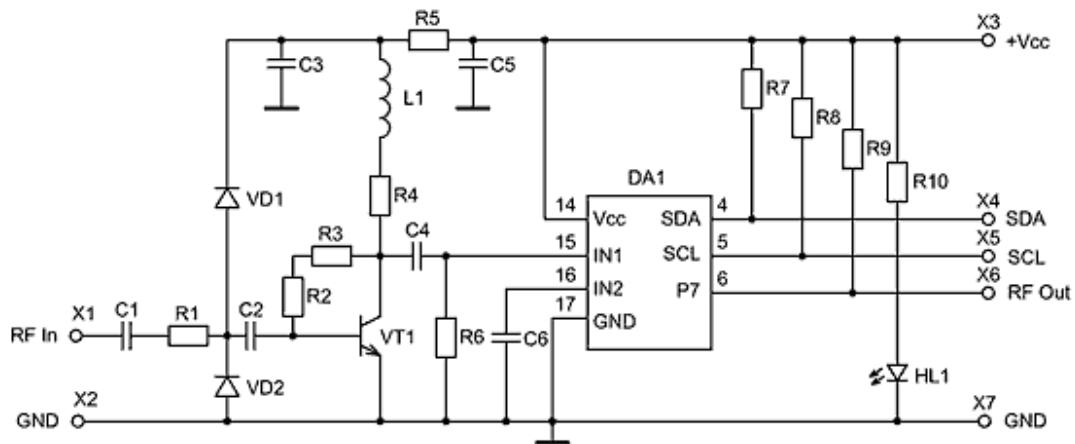 R5
X3
+Vcc
C3
C5
L1
R7
R8
R9
R10
VD1
R4
DA1
X4
14
Vcc
SDA
4
SDA
R3
C4
X5
15
IN1
SCL
5
SCL
X6
R2
16
IN2
P7
6
RF Out
X1
C1
R1
C2
17
GND
RF In
VT1
R6
C6
VD2
HL1
X2
X7
GND
GND